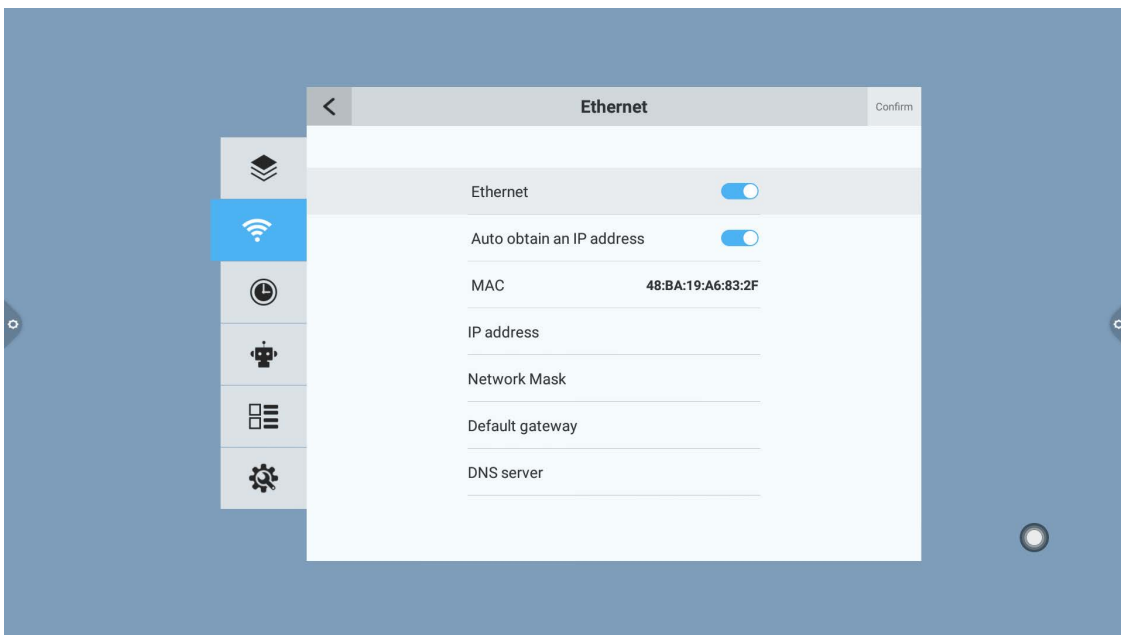 Ethernet
Confirm
Ethernet
Auto obtain an IP address
MAC 48:BA:19:A6:83:2F
IP address
Network Mask
Default gateway
DNS server